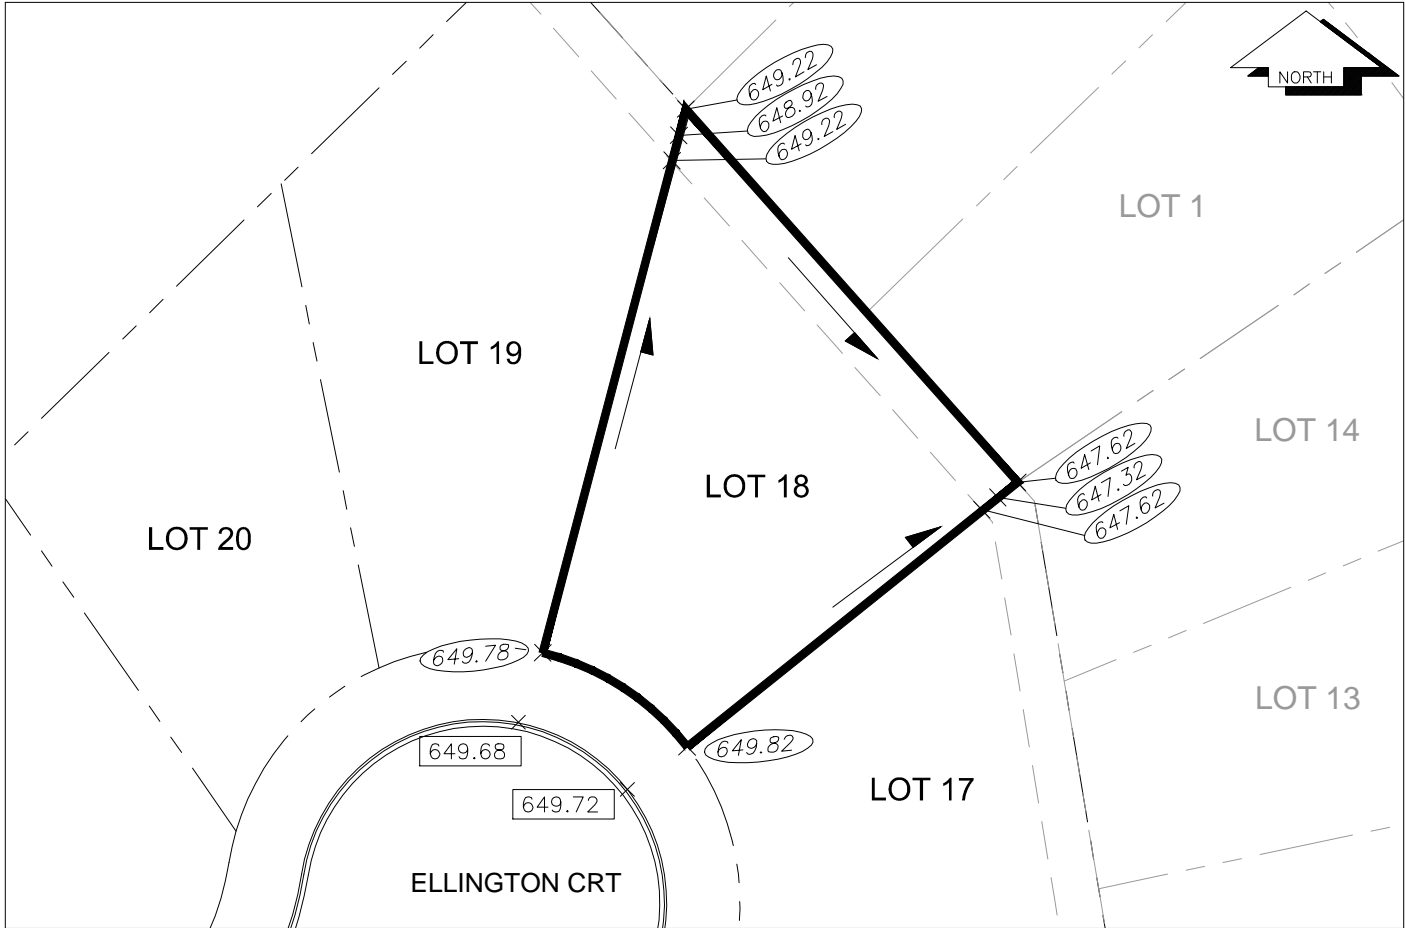 649.22
NORTH
648.92
649.22
LOT 1
LOT 19
LOT 14
647.62
LOT 18
647.32
647.62
LOT 20
649.78
LOT 13
649.82
649.68
LOT 17
649.72
ELLINGTON CRT